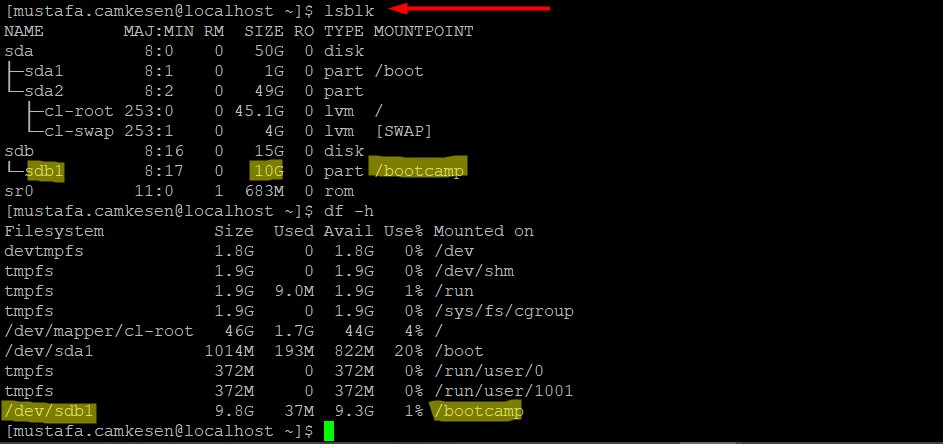 [mustafa.camkesen@localhost ~]$ lsblk
NAME        MAJ:MIN RM  SIZE RO TYPE MOUNTPOINT
sda           8:0    0   50G  0 disk
├─sda1        8:1    0    1G  0 part /boot
└─sda2        8:2    0   49G  0 part
  ├─cl-root 253:0    0 45.1G  0 lvm  /
  └─cl-swap 253:1    0    4G  0 lvm  [SWAP]
sdb           8:16   0   15G  0 disk
└─sdb1        8:17   0   10G  0 part /bootcamp
sr0          11:0    1  683M  0 rom
[mustafa.camkesen@localhost ~]$ df -h
Filesystem           Size  Used Avail Use% Mounted on
devtmpfs             1.8G     0  1.8G   0% /dev
tmpfs                1.9G     0  1.9G   0% /dev/shm
tmpfs                1.9G  9.0M  1.9G   1% /run
tmpfs                1.9G     0  1.9G   0% /sys/fs/cgroup
/dev/mapper/cl-root   46G  1.7G   44G   4% /
/dev/sda1           1014M  193M  822M  20% /boot
tmpfs                372M     0  372M   0% /run/user/0
tmpfs                372M     0  372M   0% /run/user/1001
/dev/sdb1            9.8G   37M  9.3G   1% /bootcamp
[mustafa.camkesen@localhost ~]$